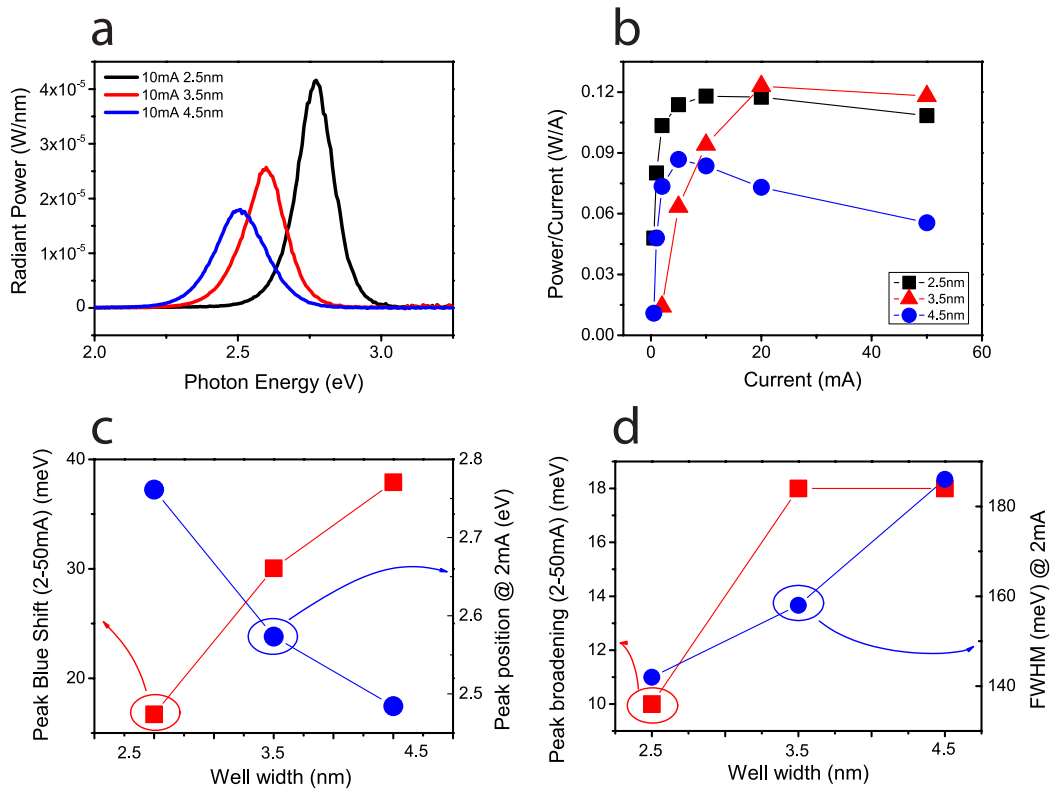 a
10mA 2.5nm
10mA 3.5nm
10mA 4.5nm
4x10-5
3x10-5
2x10-5
1x10-5
0
2.0
2.5
3.0
Radiant Power (W/nm)
Photon Energy (eV)
b
0.12
0.09
0.06
0.03
0.00
0
20
40
60
Power/Current (W/A)
Current (mA)
2.5nm
3.5nm
4.5nm
c
40
30
20
2.8
2.7
2.6
2.5
2.5
3.5
4.5
Peak Blue Shift (2-50mA) (meV)
Peak position @ 2mA (eV)
Well width (nm)
d
18
16
14
12
10
180
160
140
2.5
3.5
4.5
Peak broadening (2-50mA) (meV)
FWHM (meV) @ 2mA
Well width (nm)